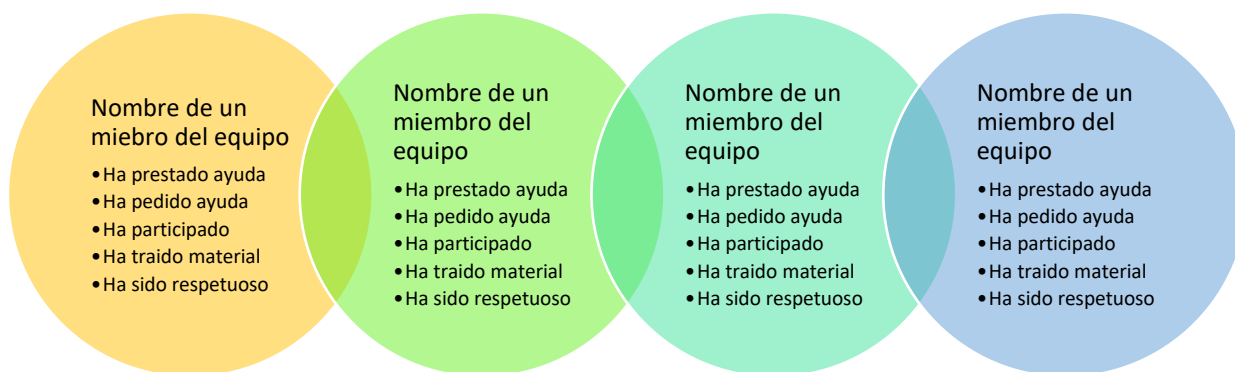 Nombre de un
miebro del equipo
•Ha prestado ayuda
•Ha pedido ayuda
•Ha participado
•Ha traido material
•Ha sido respetuoso
Nombre de un
miembro del
equipo
•Ha prestado ayuda
•Ha pedido ayuda
•Ha participado
•Ha traido material
•Ha sido respetuoso
Nombre de un
miembro del
equipo
•Ha prestado ayuda
•Ha pedido ayuda
•Ha participado
•Ha traido material
•Ha sido respetuoso
Nombre de un
miembro del
equipo
•Ha prestado ayuda
•Ha pedido ayuda
•Ha participado
•Ha traido material
•Ha sido respetuoso